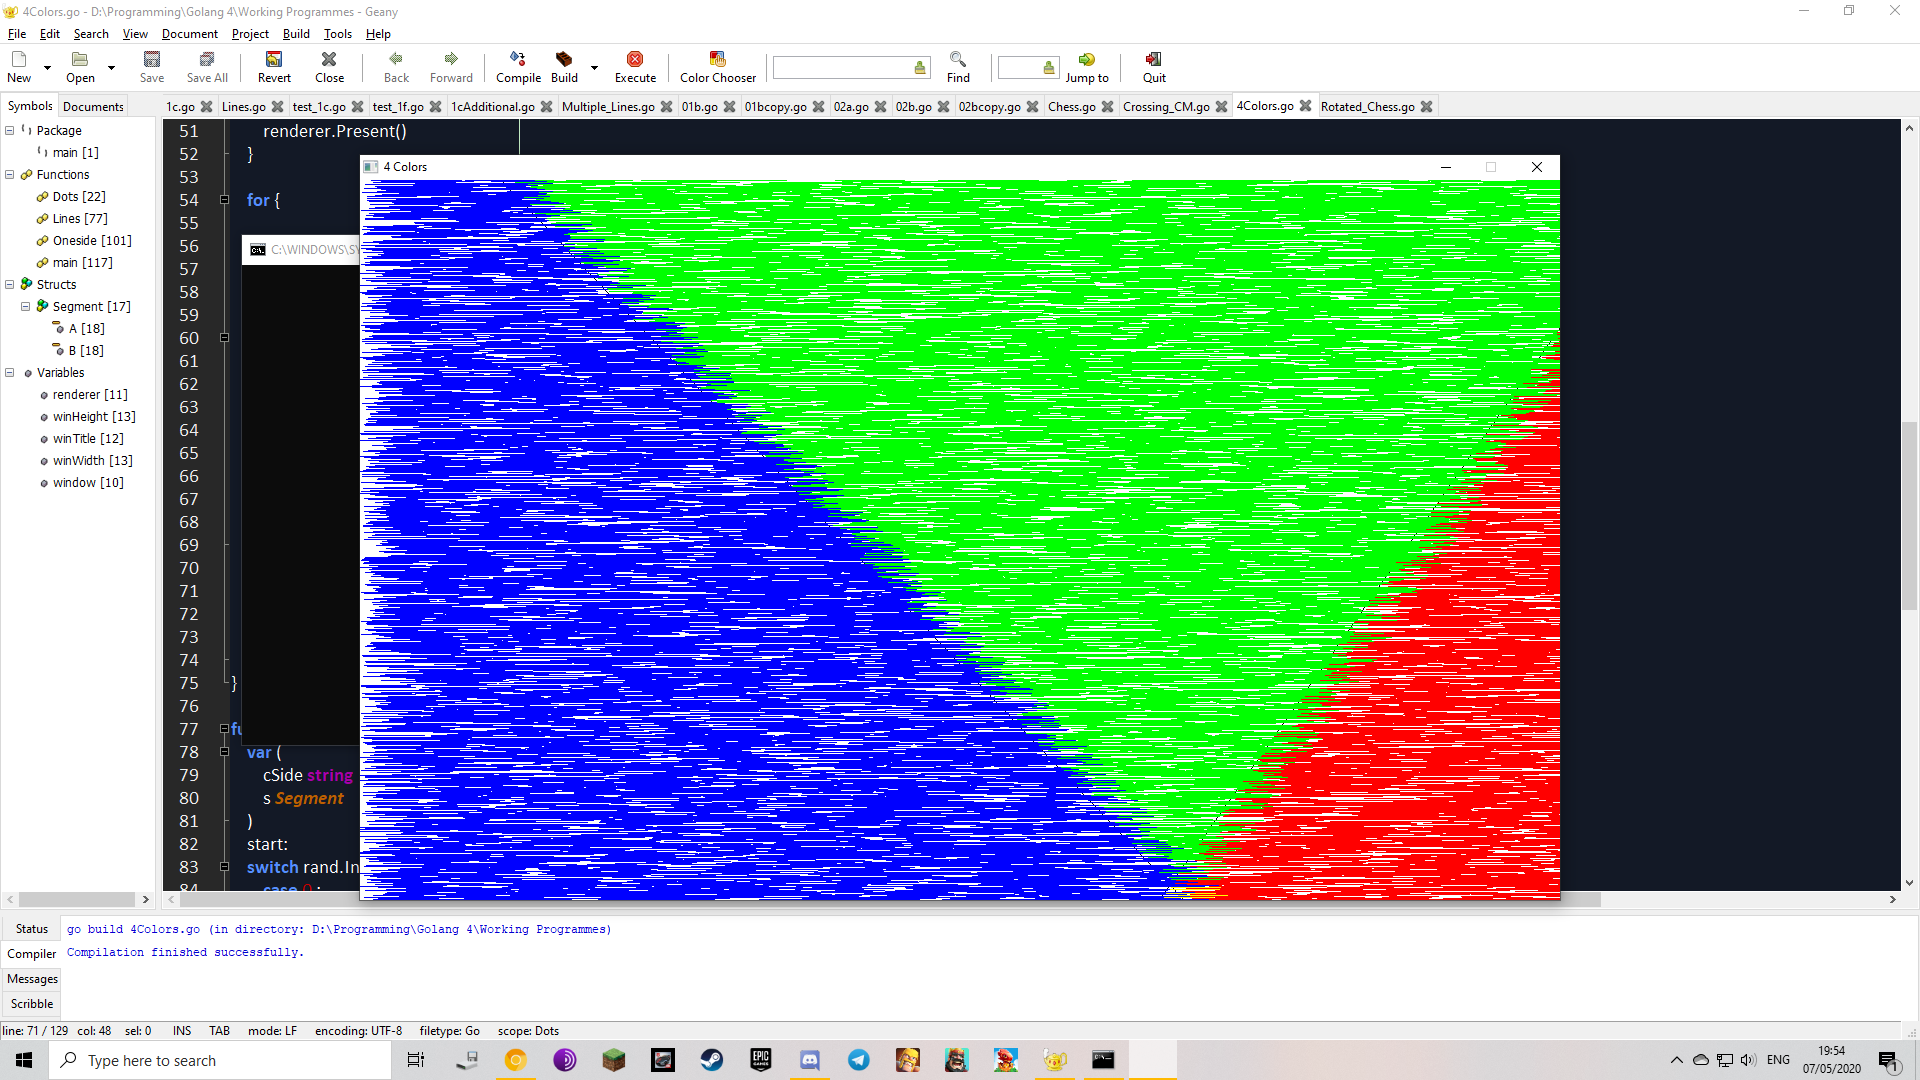 4Colors.go - D:\Programming\Golang 4\Working Programmes - Geany
File Edit Search View Document Project Build Tools Help
New Open Save Save All Revert Close Back Forward Compile Build Execute Color Chooser Find Jump to Quit
Symbols Documents
1c.go Lines.go test_1c.go test_1f.go 1cAdditional.go Multiple_Lines.go 01b.go 01bcopy.go 02a.go 02b.go 02bcopy.go Chess.go Crossing_CM.go 4Colors.go Rotated_Chess.go
Package
main [1]
Functions
Dots [22]
Lines [77]
Oneside [101]
main [117]
Structs
Segment [17]
A [18]
B [18]
Variables
renderer [11]
winHeight [13]
winTitle [12]
winWidth [13]
window [10]
51 renderer.Present()
52 }
53
54 for {
55
56
57
58
59
60
61
62
63
64
65
66
67
68
69
70
71
72
73
74
75 }
76
77 fu
78 var (
79 cSide string
80 s Segment
81 )
82 start:
83 switch rand.In
84 case 0 :
4 Colors
C:\WINDOWS\SY
Status
Compiler
Messages
Scribble
go build 4Colors.go (in directory: D:\Programming\Golang 4\Working Programmes)
Compilation finished successfully.
line: 71 / 129 col: 48 sel: 0 INS TAB mode: LF encoding: UTF-8 filetype: Go scope: Dots
Type here to search
EPIC GAMES
ENG
19:54
07/05/2020
1